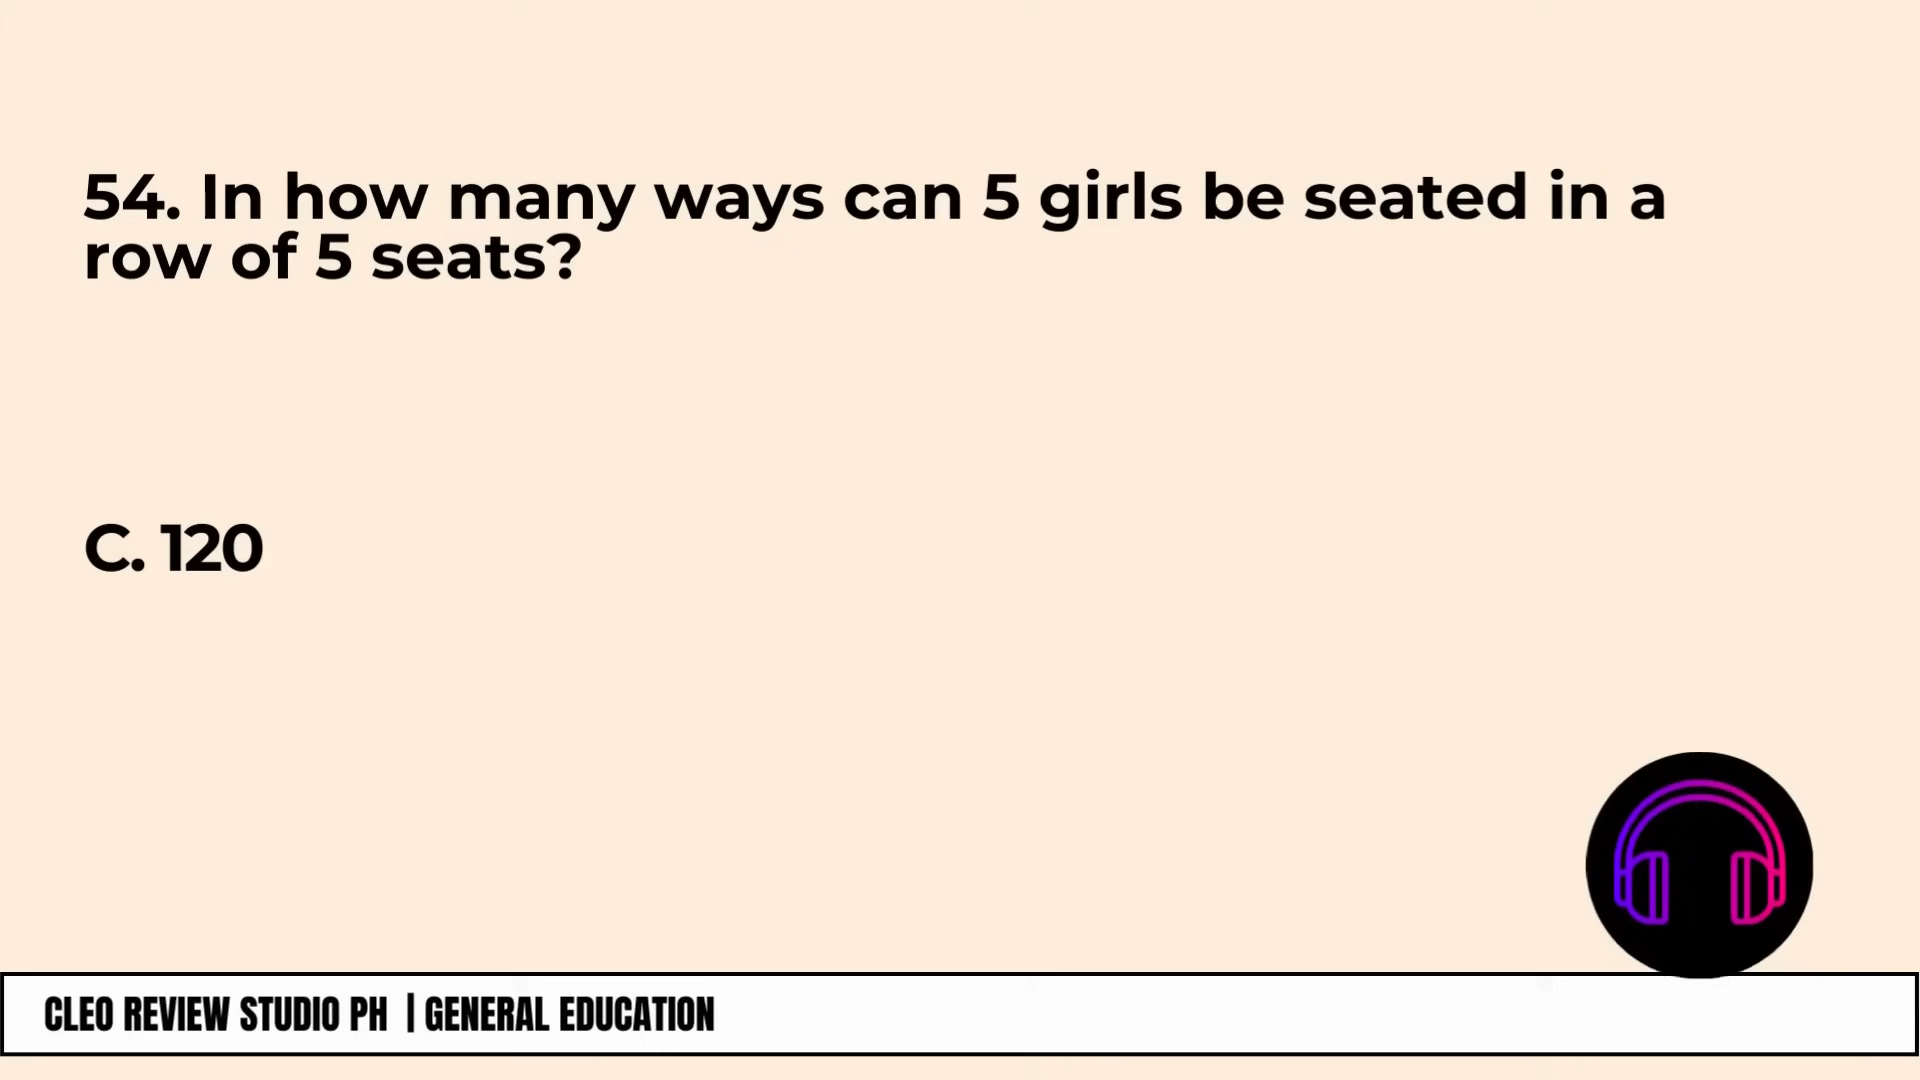 54. In how many ways can 5 girls be seated in a
row of 5 seats?
C. 120
CLEO REVIEW STUDIO PH | GENERAL EDUCATION